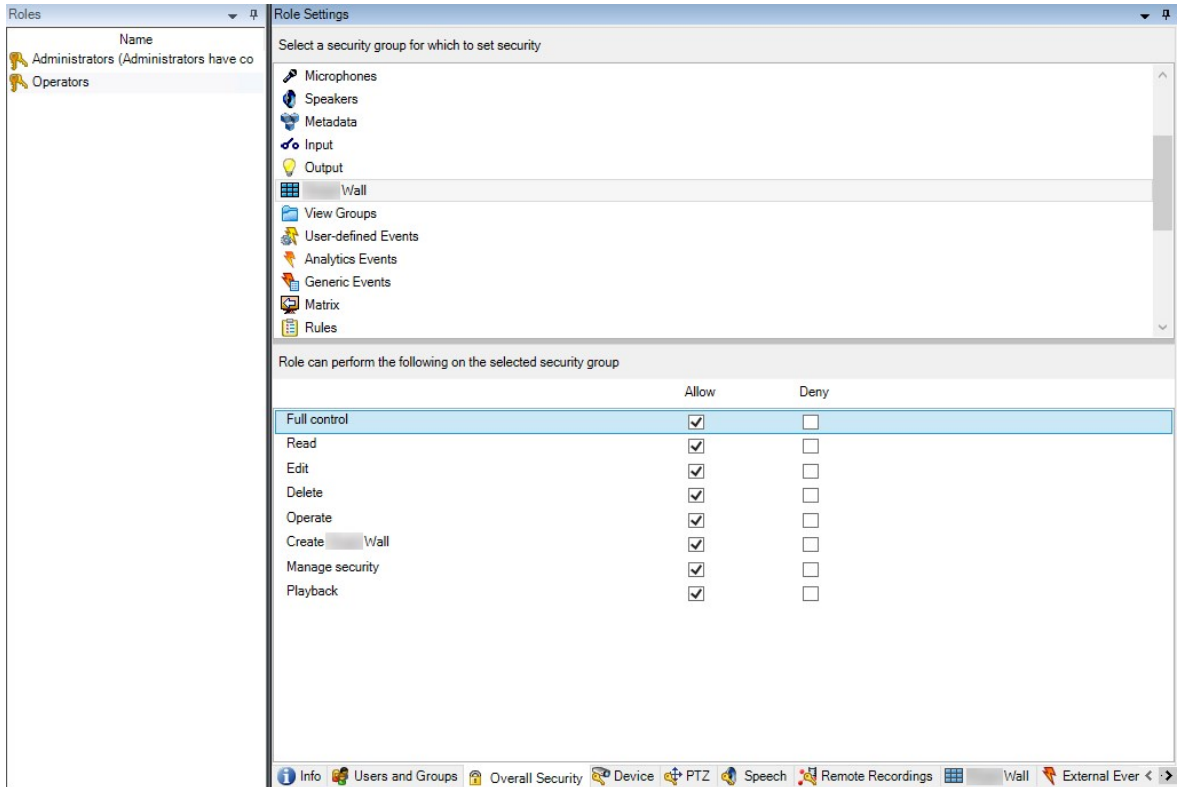 Roles
Name
Administrators (Administrators have co
Operators
Role Settings
Select a security group for which to set security
Microphones
Speakers
Metadata
Input
Output
Wall
View Groups
User-defined Events
Analytics Events
Generic Events
Matrix
Rules
Role can perform the following on the selected security group
Allow Deny
Full control
Read
Edit
Delete
Operate
Create Wall
Manage security
Playback
Info Users and Groups Overall Security Device PTZ Speech Remote Recordings Wall External Ever